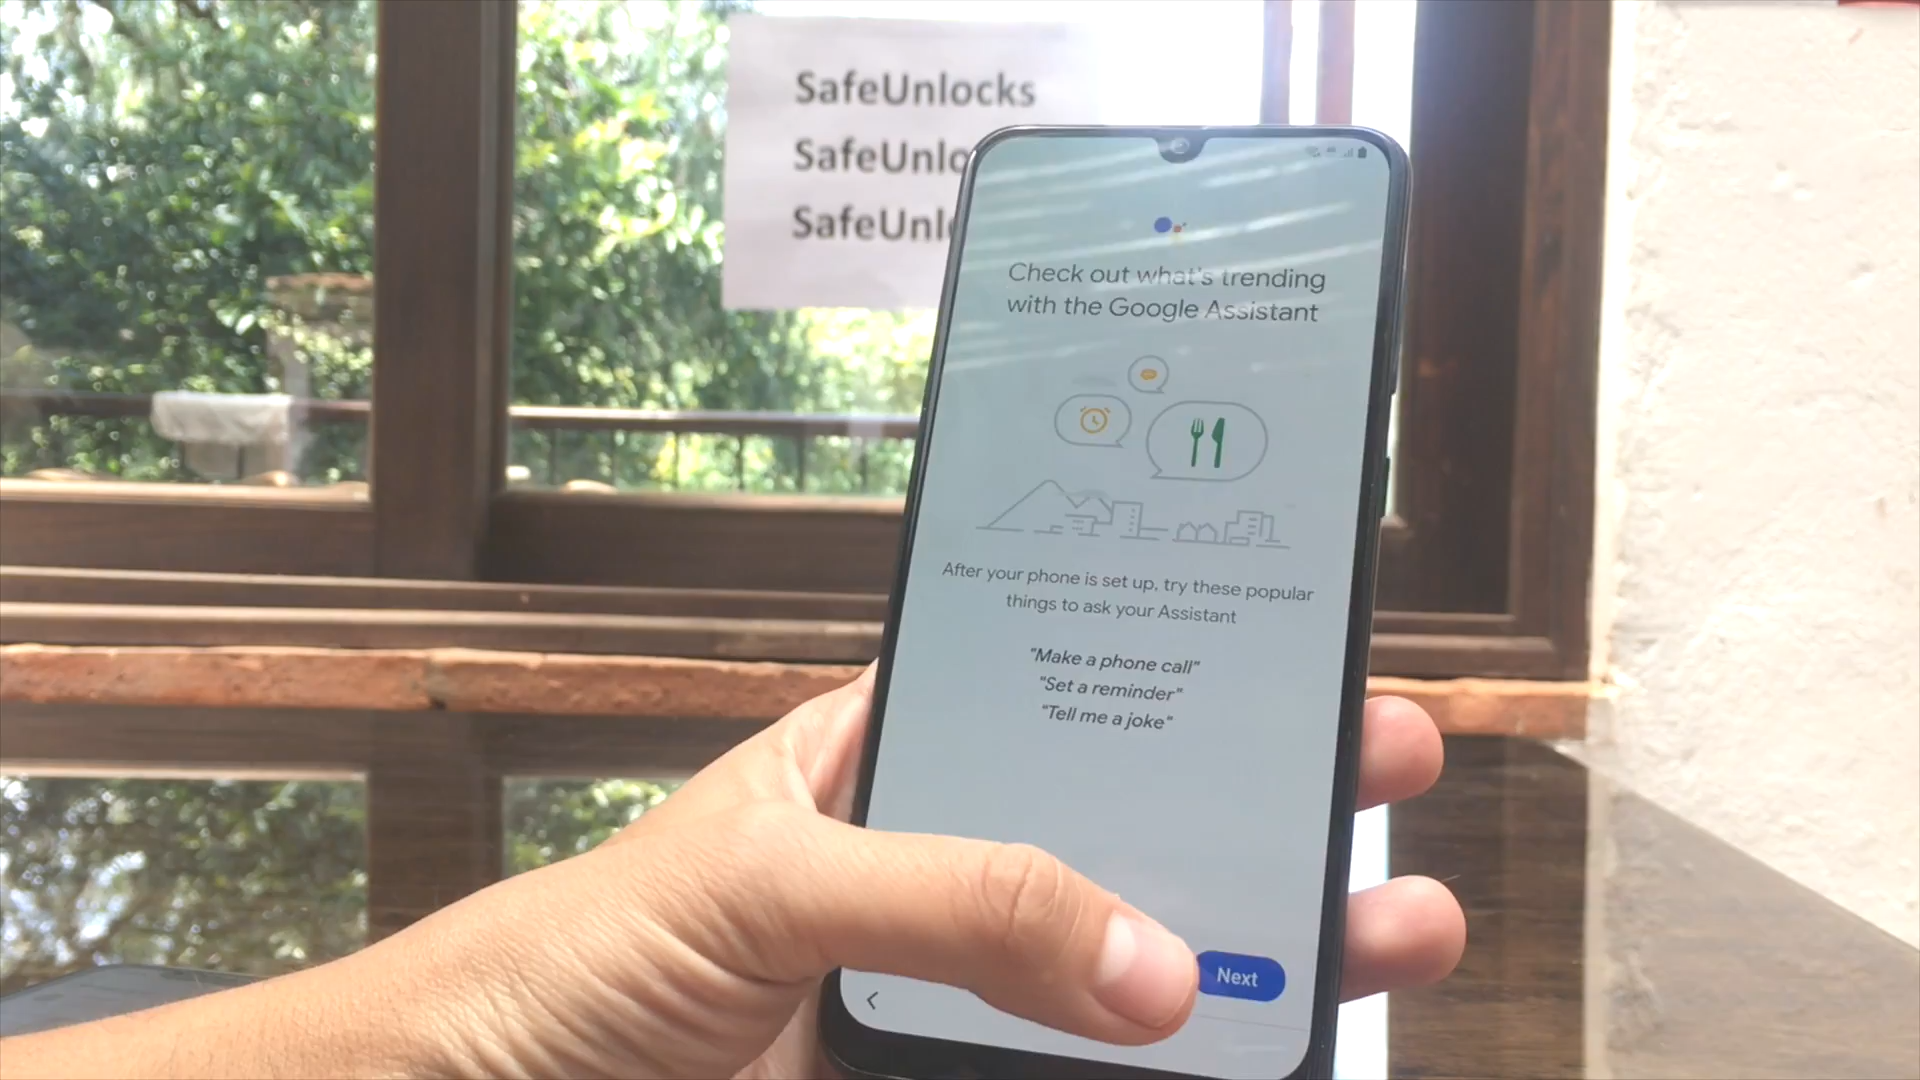 SafeUnlocks
SafeUnlo
SafeUnl
Check out what's trending
with the Google Assistant
After your phone is set up, try these popular
things to ask your Assistant
"Make a phone call"
"Set a reminder"
"Tell me a joke"
Next